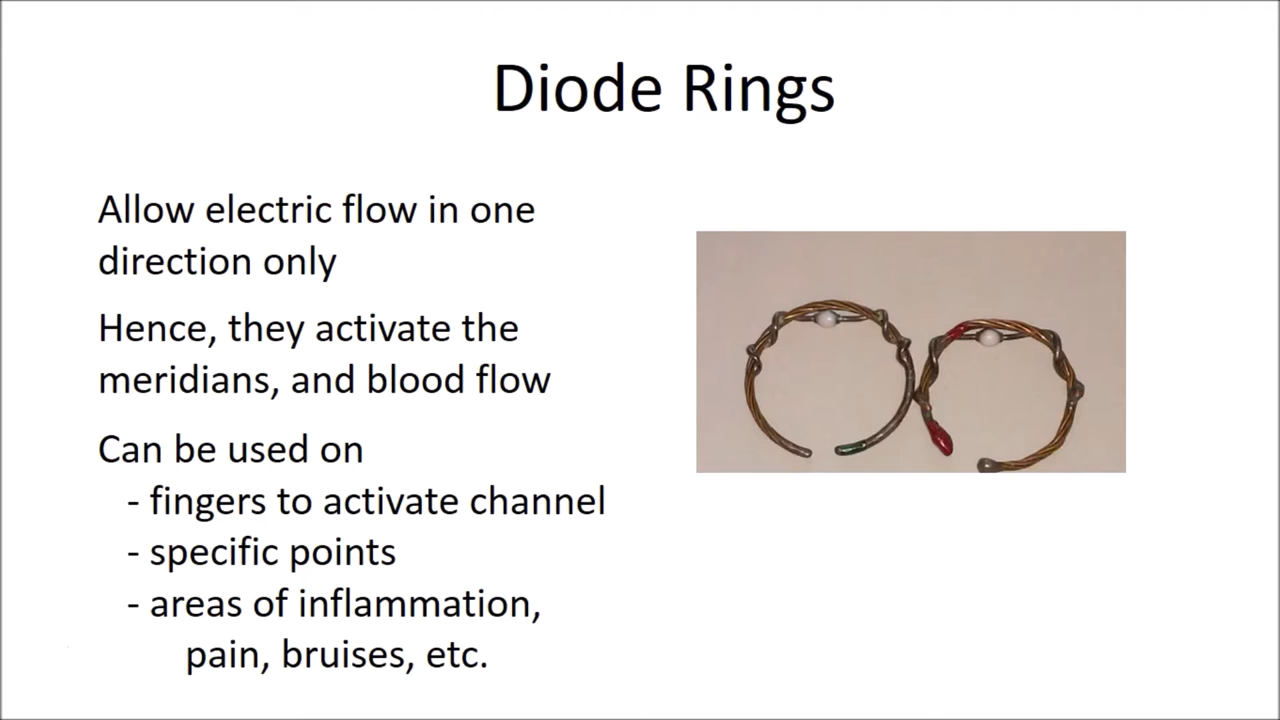 Diode Rings
Allow electric flow in one
direction only
Hence, they activate the
meridians, and blood flow
Can be used on
- fingers to activate channel
- specific points
- areas of inflammation,
pain, bruises, etc.